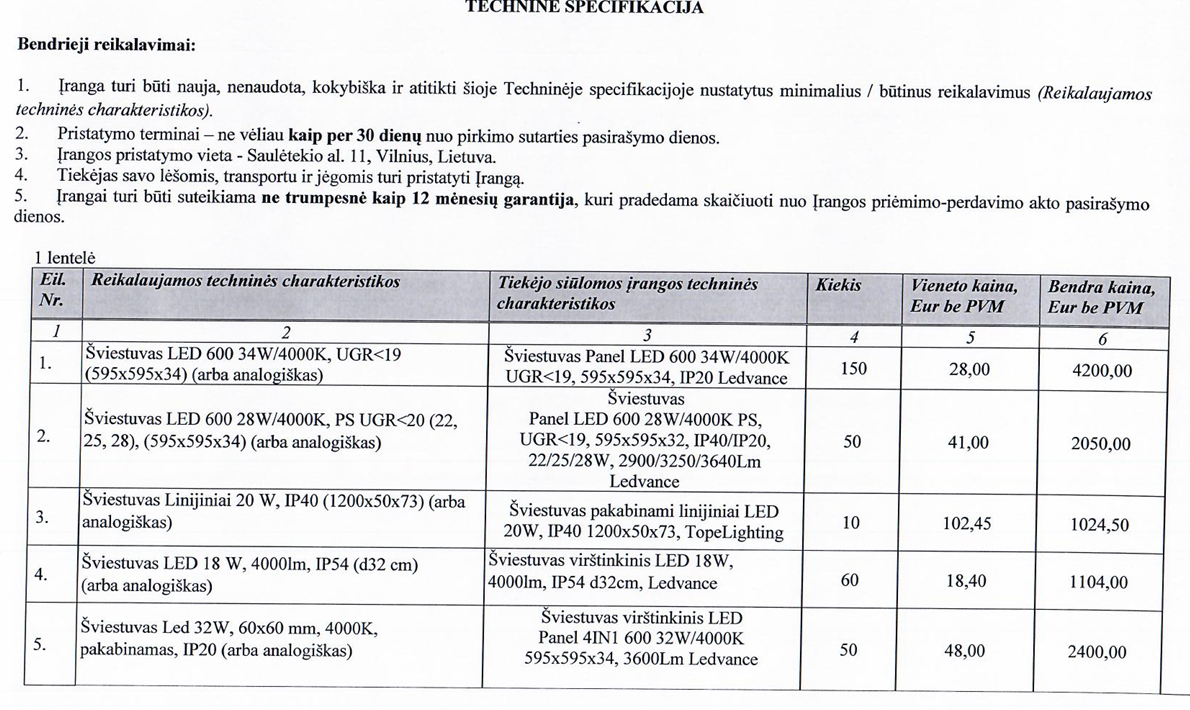 TECHNINĖ SPECIFIKACIJA
Bendrieji reikalavimai:
1. Įranga turi būti nauja, nenaudota, kokybiška ir atitikti šioje Techninėje specifikacijoje nustatytus minimalius / būtinus reikalavimus (Reikalaujamos
techninės charakteristikos).
2. Pristatymo terminai – ne vėliau kaip per 30 dienų nuo pirkimo sutarties pasirašymo dienos.
3. Įrangos pristatymo vieta - Saulėtekio al. 11, Vilnius, Lietuva.
4. Tiekėjas savo lėšomis, transportu ir jėgomis turi pristatyti Įrangą.
5. Įrangai turi būti suteikiama ne trumpesnė kaip 12 mėnesių garantija, kuri pradedama skaičiuoti nuo Įrangos priėmimo-perdavimo akto pasirašymo
dienos.
1 lentelė
Eil. Nr. Reikalaujamos techninės charakteristikos Tiekėjo siūlomos įrangos techninės charakteristikos Kiekis Vieneto kaina, Eur be PVM Bendra kaina, Eur be PVM
1 2 3 4 5 6
1. Šviestuvas LED 600 34W/4000K, UGR<19
(595x595x34) (arba analogiškas)
Šviestuvas Panel LED 600 34W/4000K
UGR<19, 595x595x34, IP20 Ledvance
150 28,00 4200,00
2. Šviestuvas LED 600 28W/4000K, PS UGR<20 (22,
25, 28), (595x595x34) (arba analogiškas)
Šviestuvas
Panel LED 600 28W/4000K PS,
UGR<19, 595x595x32, IP40/IP20,
22/25/28W, 2900/3250/3640Lm
Ledvance
50 41,00 2050,00
3. Šviestuvas Linijiniai 20 W, IP40 (1200x50x73) (arba
analogiškas)
Šviestuvas pakabinami linijiniai LED
20W, IP40 1200x50x73, TopeLighting
10 102,45 1024,50
4. Šviestuvas LED 18 W, 4000lm, IP54 (d32 cm)
(arba analogiškas)
Šviestuvas virštinkinis LED 18W,
4000lm, IP54 d32cm, Ledvance
60 18,40 1104,00
5. Šviestuvas Led 32W, 60x60 mm, 4000K,
pakabinamas, IP20 (arba analogiškas)
Šviestuvas virštinkinis LED
Panel 4IN1 600 32W/4000K
595x595x34, 3600Lm Ledvance
50 48,00 2400,00